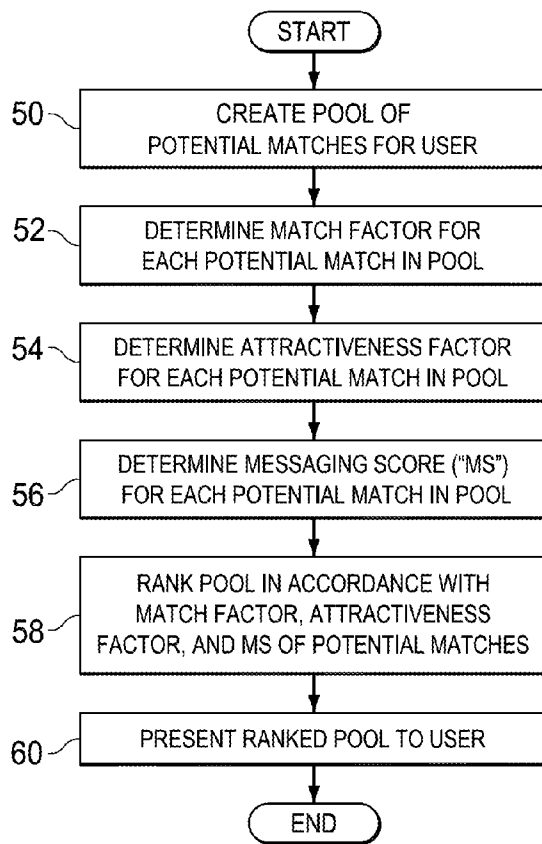 START
50
CREATE POOL OF
POTENTIAL MATCHES FOR USER
52
DETERMINE MATCH FACTOR FOR
EACH POTENTIAL MATCH IN POOL
54
DETERMINE ATTRACTIVENESS FACTOR
FOR EACH POTENTIAL MATCH IN POOL
56
DETERMINE MESSAGING SCORE ("MS")
FOR EACH POTENTIAL MATCH IN POOL
58
RANK POOL IN ACCORDANCE WITH
MATCH FACTOR, ATTRACTIVENESS
FACTOR, AND MS OF POTENTIAL MATCHES
60
PRESENT RANKED POOL TO USER
END